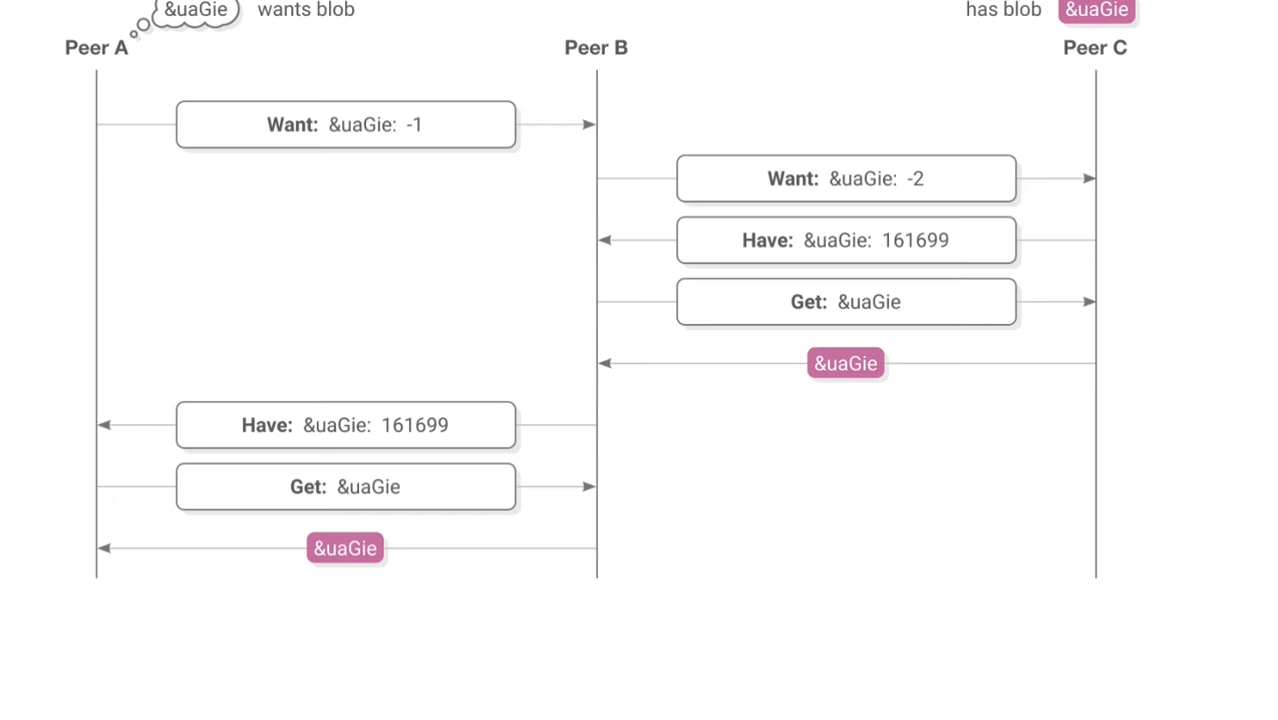 &uaGie wants blob has blob &uaGie
Peer A Peer B Peer C
Want: &uaGie: -1
Want: &uaGie: -2
Have: &uaGie: 161699
Get: &uaGie
&uaGie
Have: &uaGie: 161699
Get: &uaGie
&uaGie